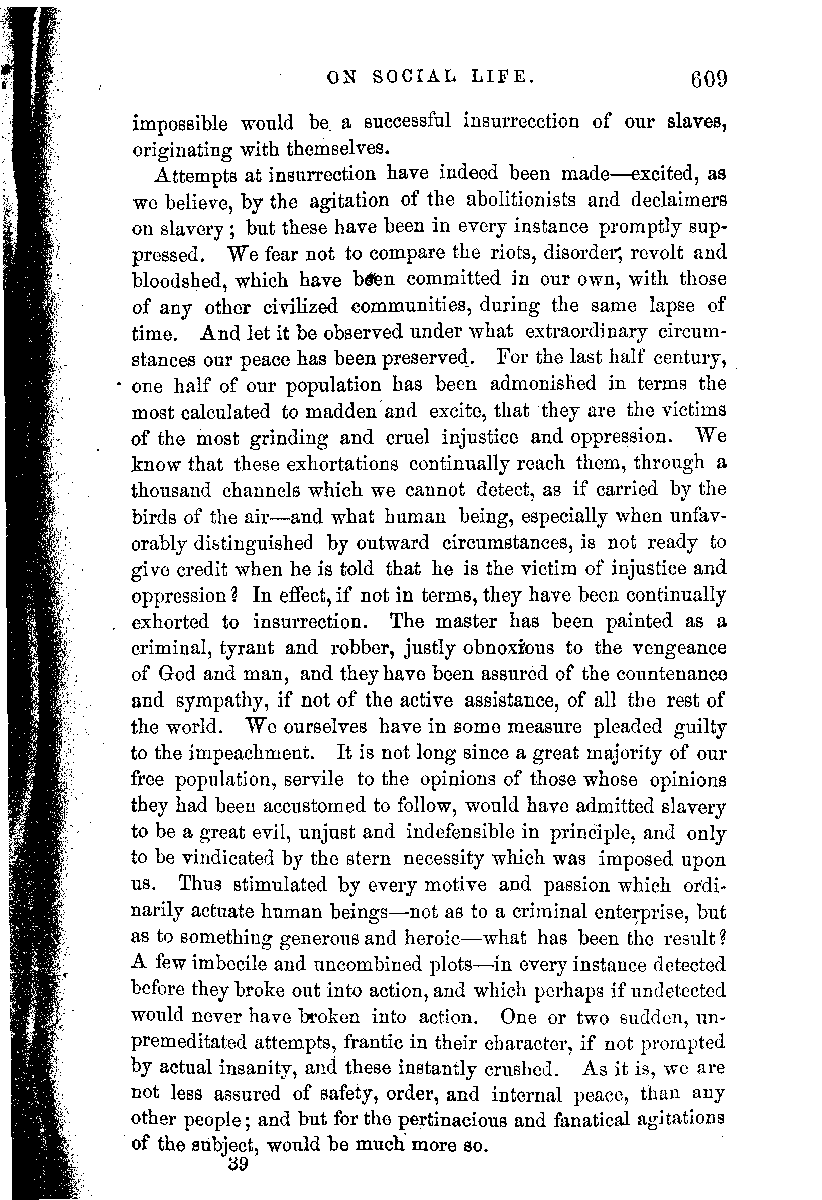 ON SOCIAL LIFE. 609
impossible would be a successful insurrection of our slaves,
originating with themselves.
Attempts at insurrection have indeed been made—excited, as
we believe, by the agitation of the abolitionists and declaimers
on slavery; but these have been in every instance promptly sup-
pressed. We fear not to compare the riots, disorder, revolt and
bloodshed, which have been committed in our own, with those
of any other civilized communities, during the same lapse of
time. And let it be observed under what extraordinary circum-
stances our peace has been preserved. For the last half century,
one half of our population has been admonished in terms the
most calculated to madden and excite, that they are the victims
of the most grinding and cruel injustice and oppression. We
know that these exhortations continually reach them, through a
thousand channels which we cannot detect, as if carried by the
birds of the air—and what human being, especially when unfav-
orably distinguished by outward circumstances, is not ready to
give credit when he is told that he is the victim of injustice and
oppression? In effect, if not in terms, they have been continually
exhorted to insurrection. The master has been painted as a
criminal, tyrant and robber, justly obnoxious to the vengeance
of God and man, and they have been assured of the countenance
and sympathy, if not of the active assistance, of all the rest of
the world. We ourselves have in some measure pleaded guilty
to the impeachment. It is not long since a great majority of our
free population, servile to the opinions of those whose opinions
they had been accustomed to follow, would have admitted slavery
to be a great evil, unjust and indefensible in principle, and only
to be vindicated by the stern necessity which was imposed upon
us. Thus stimulated by every motive and passion which ordi-
narily actuate human beings—not as to a criminal enterprise, but
as to something generous and heroic—what has been the result?
A few imbecile and uncombined plots—in every instance detected
before they broke out into action, and which perhaps if undetected
would never have broken into action. One or two sudden, un-
premeditated attempts, frantic in their character, if not prompted
by actual insanity, and these instantly crushed. As it is, we are
not less assured of safety, order, and internal peace, than any
other people; and but for the pertinacious and fanatical agitations
of the subject, would be much more so.
39